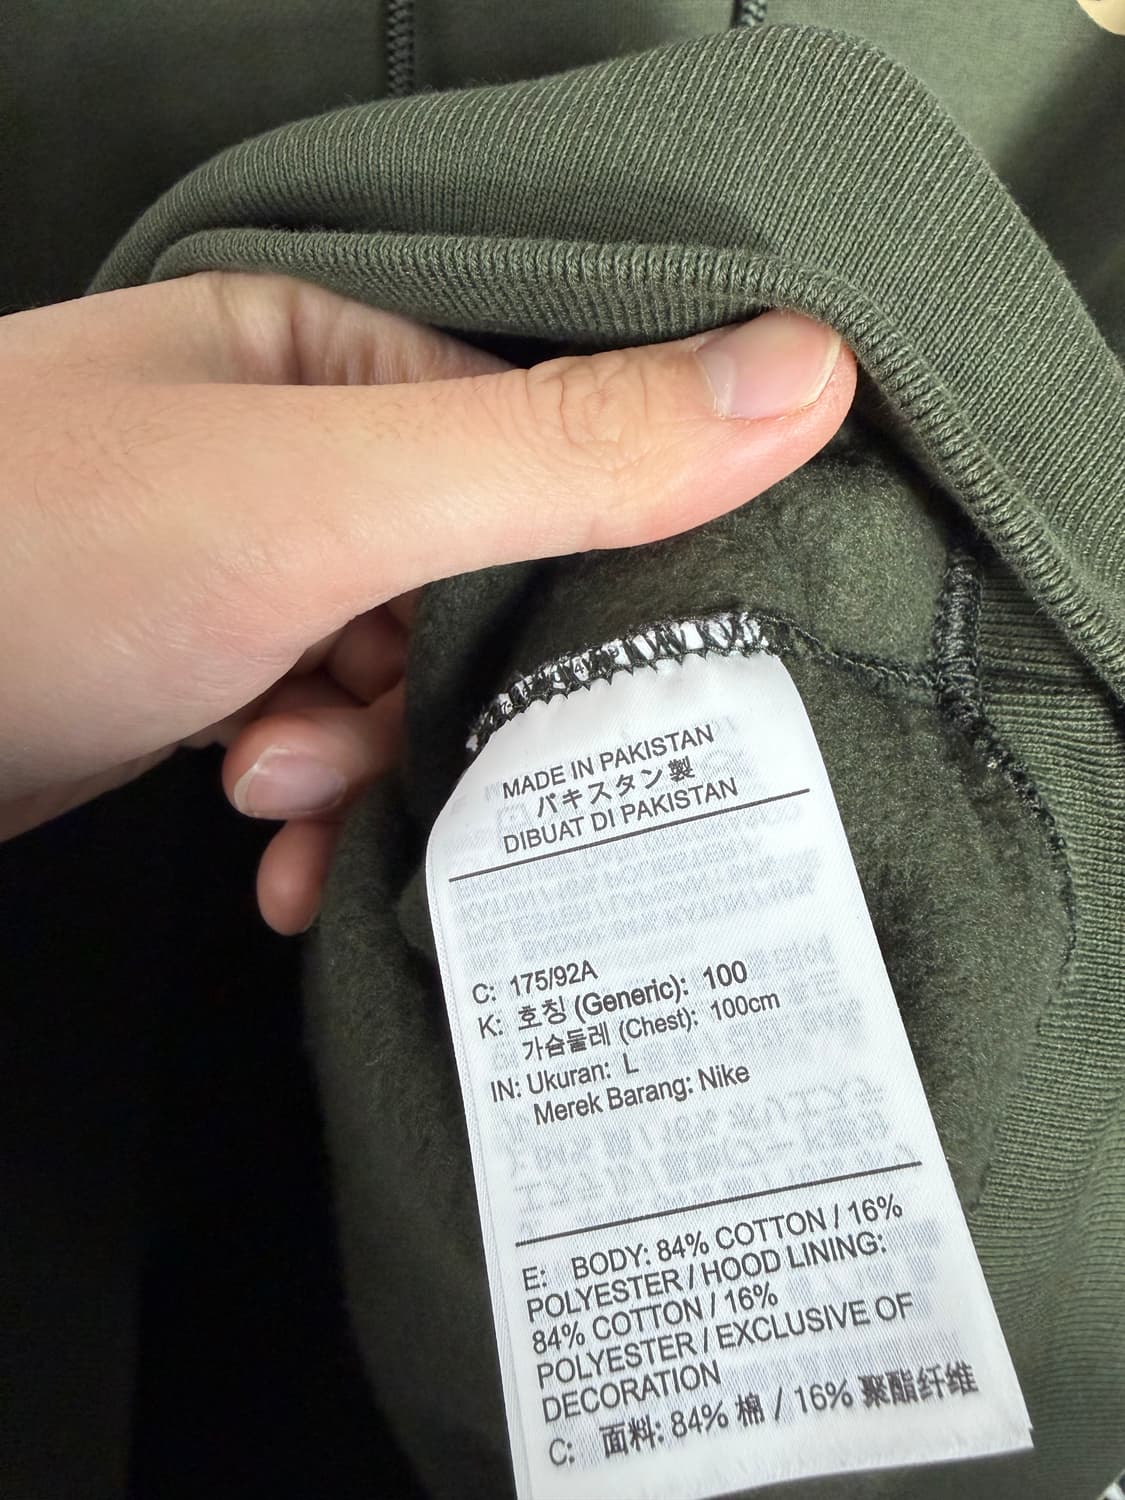 MADE IN PAKISTAN
パキスタン製
DIBUAT DI PAKISTAN
C: 175/92A
K: 호칭 (Generic): 100
가슴둘레 (Chest): 100cm
IN: Ukuran: L
Merek Barang: Nike
E: BODY: 84% COTTON / 16%
POLYESTER / HOOD LINING:
84% COTTON / 16%
POLYESTER / EXCLUSIVE OF
DECORATION
C: 面料: 84% 棉 / 16% 聚酯纤维